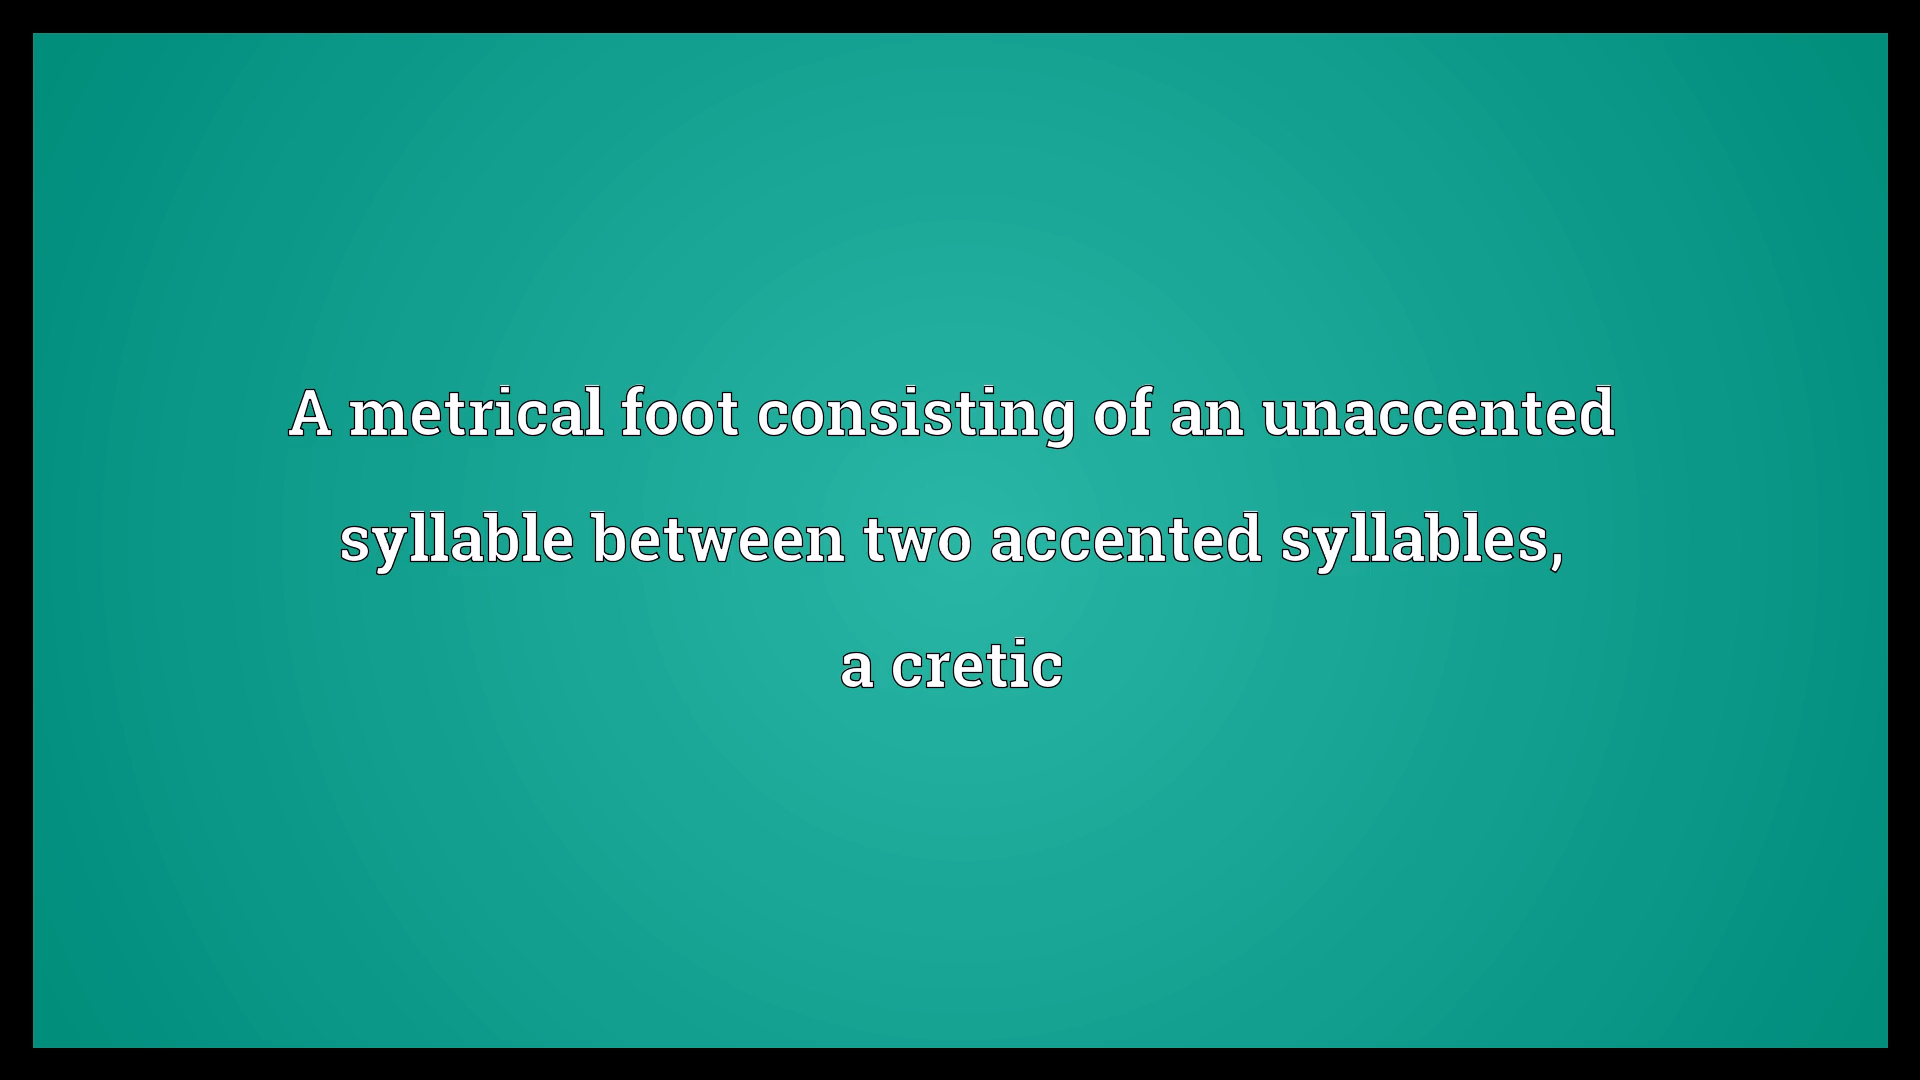 A metrical foot consisting of an unaccented
syllable between two accented syllables,
a cretic